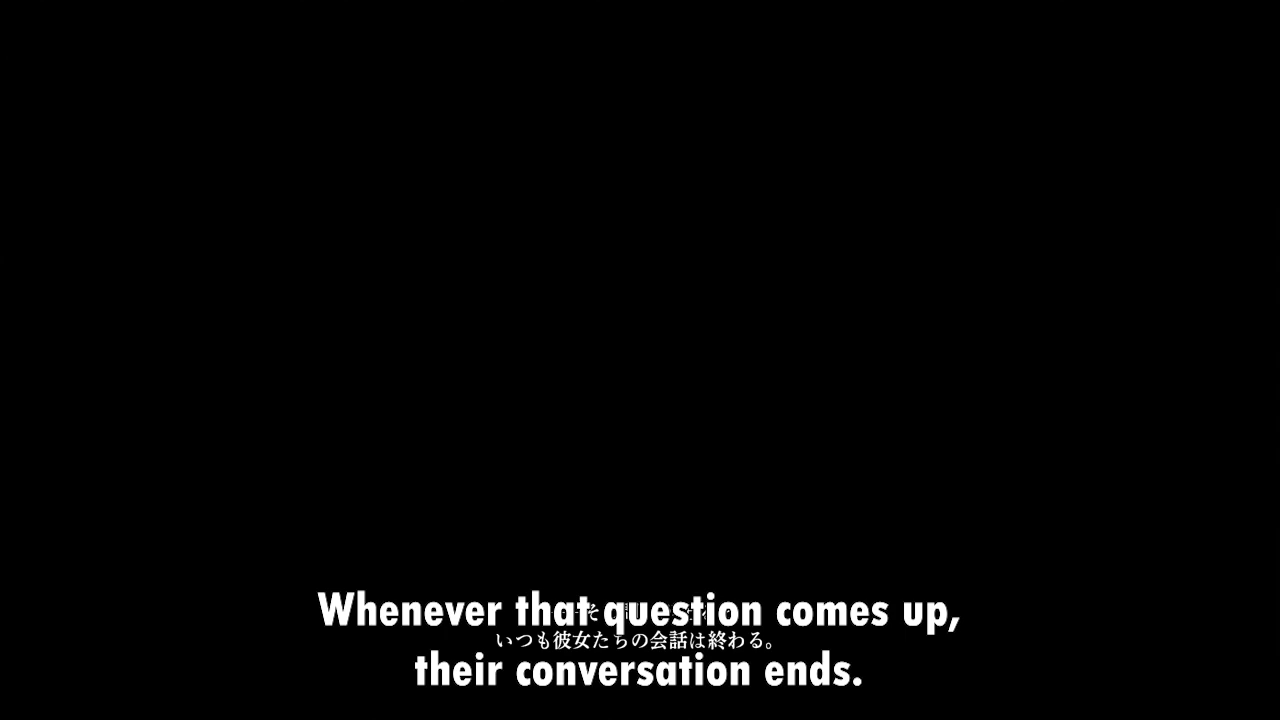 Whenever that question comes up,
いつも彼女たちの会話は終わる。
their conversation ends.